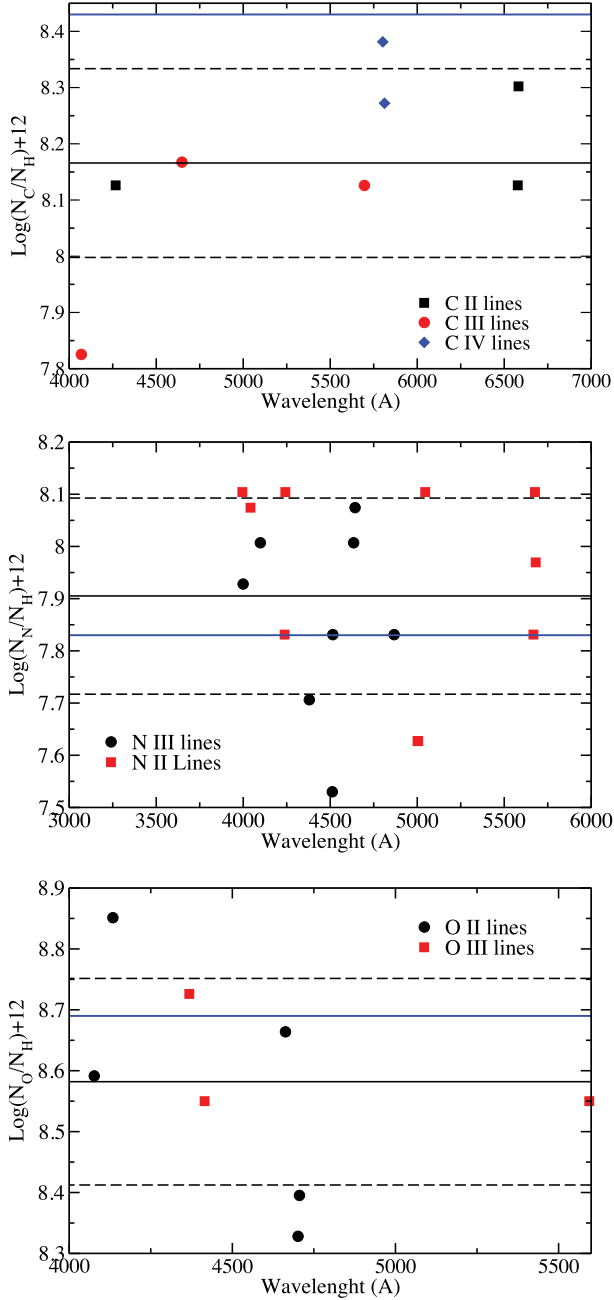 8.4
8.3
8.2
8.1
8
7.9
7.8
Log(N_C/N_H)+12
C II lines
C III lines
C IV lines
4000 4500 5000 5500 6000 6500 7000
Wavelenght (A)
8.2
8.1
8
7.9
7.8
7.7
7.6
7.5
Log(N_N/N_H)+12
N III lines
N II Lines
3000 3500 4000 4500 5000 5500 6000
Wavelenght (A)
8.9
8.8
8.7
8.6
8.5
8.4
8.3
Log(N_O/N_H)+12
O II lines
O III lines
4000 4500 5000 5500
Wavelenght (A)